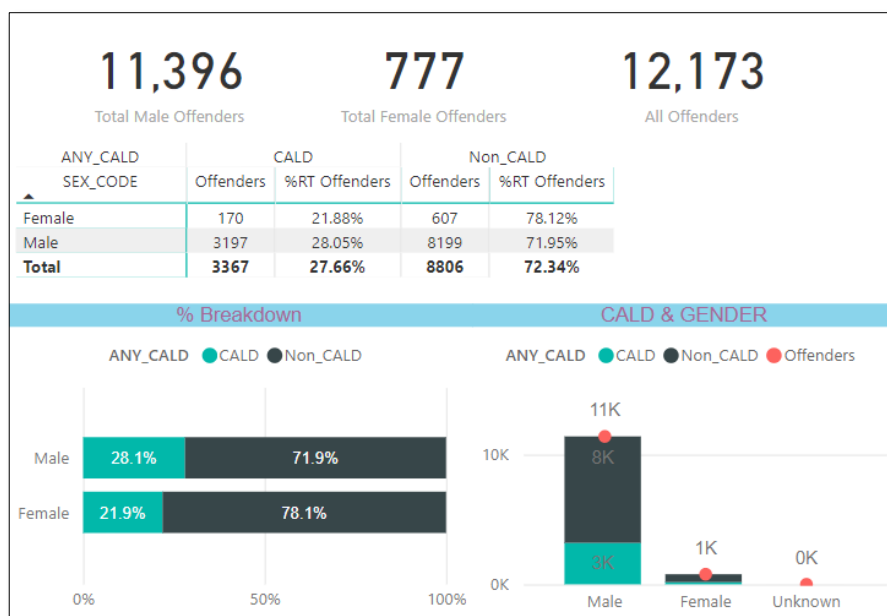 11,396 777 12,173
Total Male Offenders Total Female Offenders All Offenders
ANY_CALD CALD Non_CALD
SEX_CODE Offenders %RT Offenders Offenders %RT Offenders
Female 170 21.88% 607 78.12%
Male 3197 28.05% 8199 71.95%
Total 3367 27.66% 8806 72.34%
% Breakdown CALD & GENDER
ANY_CALD CALD Non_CALD
ANY_CALD CALD Non_CALD Offenders
Male 28.1% 71.9%
Female 21.9% 78.1%
0% 50% 100%
11K
10K 8K
3K 1K 0K
0K
Male Female Unknown